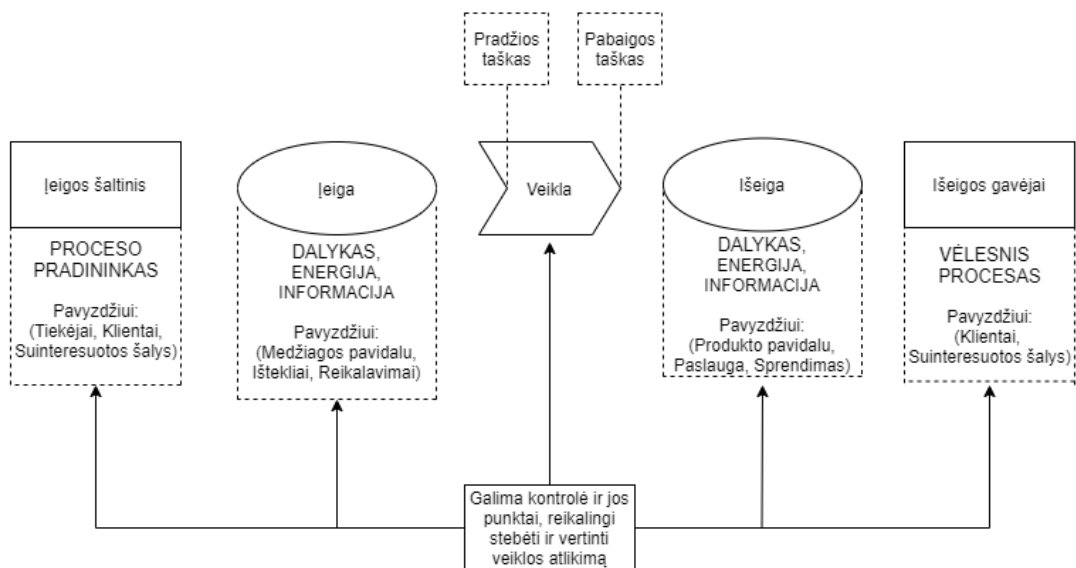 Pradžios
taškas
Pabaigos
taškas
Įeigos šaltinis
Įeiga
Veikla
Išeiga
Išeigos gavėjai
PROCESO
PRADININKAS
Pavyzdžiui:
(Tiekėjai, Klientai,
Suinteresuotos šalys)
DALYKAS,
ENERGIJA,
INFORMACIJA
Pavyzdžiui:
(Medžiagos pavidalu,
Ištekliai, Reikalavimai)
DALYKAS,
ENERGIJA,
INFORMACIJA
Pavyzdžiui:
(Produkto pavidalu,
Paslauga, Sprendimas)
VĖLESNIS
PROCESAS
Pavyzdžiui:
(Klientai,
Suinteresuotos šalys)
Galima kontrolė ir jos
punktai, reikalingi
stebėti ir vertinti
veiklos atlikimą